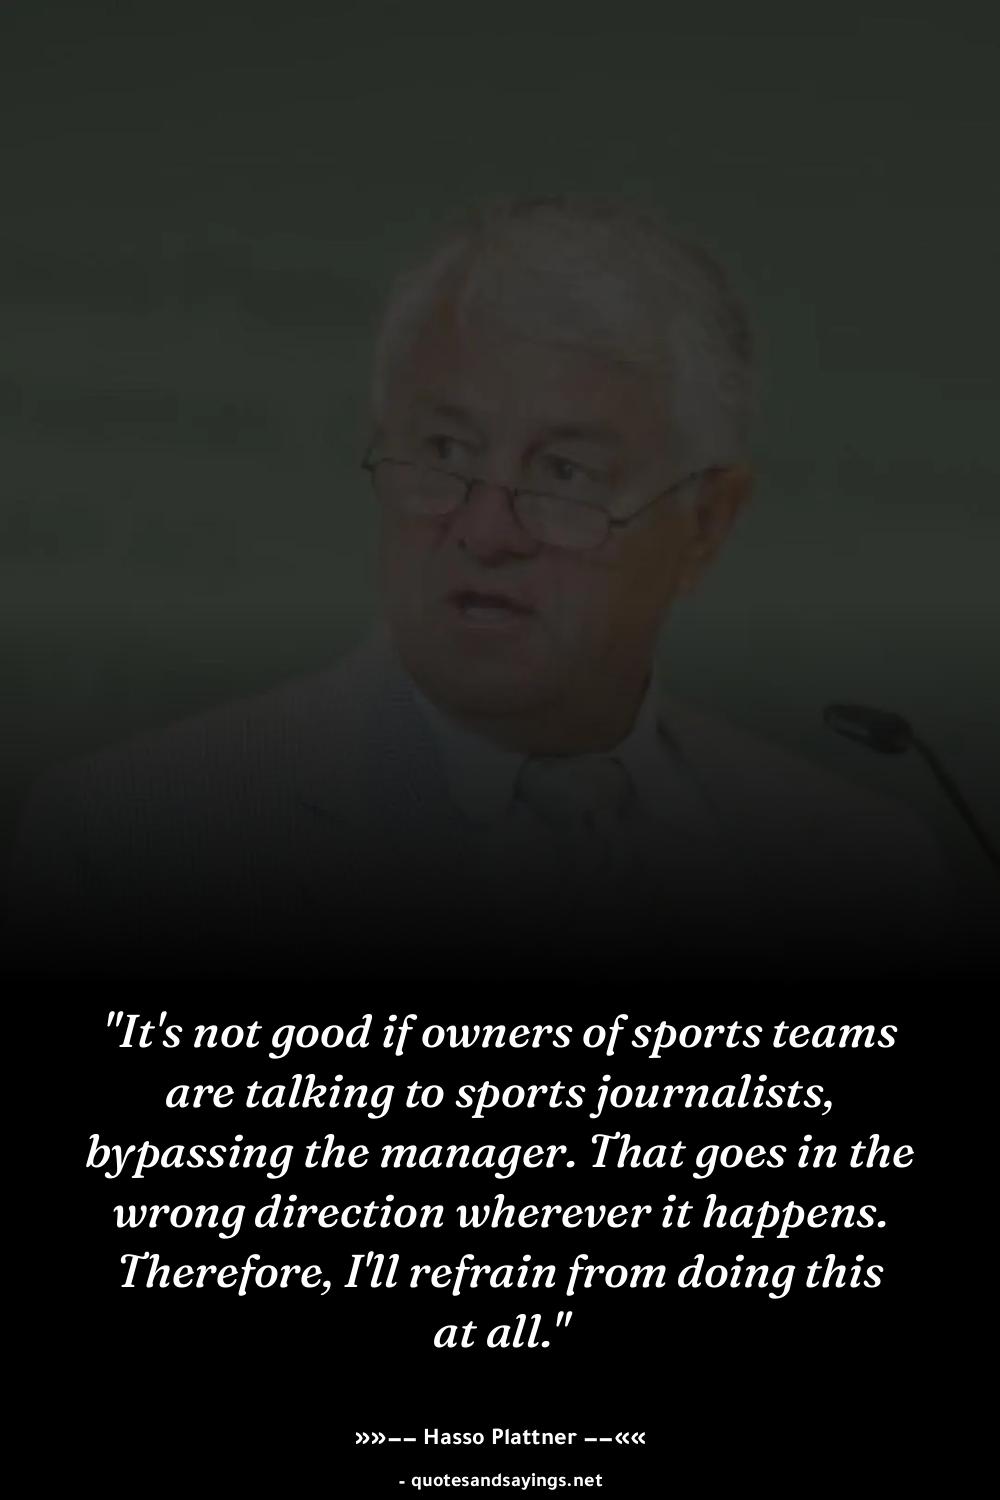 "It's not good if owners of sports teams
are talking to sports journalists,
bypassing the manager. That goes in the
wrong direction wherever it happens.
Therefore, I'll refrain from doing this
at all."
»»–– Hasso Plattner ––««
- quotesandsayings.net